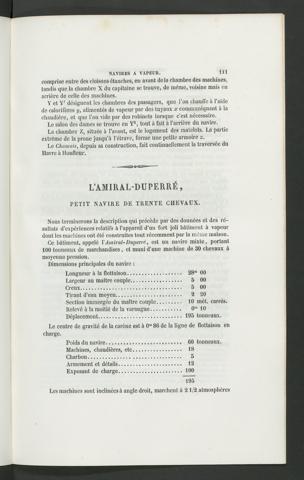 NAVIRES A VAPEUR. 111
comprise entre des cloisons étanches, en avant de la chambre des machines,
tandis que la chambre X du capitaine se trouve, de même, voisine mais en
arrière de celle des machines.
Y et Y' désignent les chambres des passagers, que l'on chauffe à l'aide
de calorifères y, alimentés de vapeur par des tuyaux x communiquant à la
chaudière, et que l'on vide par des robinets lorsque c'est nécessaire.
Le salon des dames se trouve en Y², tout à fait à l'arrière du navire.
La chambre Z, située à l'avant, est le logement des matelots. La partie
extrême de la proue jusqu'à l'étrave, forme une petite armoire z.
Le Chamois, depuis sa construction, fait continuellement la traversée du
Havre à Honfleur.
L'AMIRAL-DUPERRÉ,
PETIT NAVIRE DE TRENTE CHEVAUX.
Nous terminerons la description qui précède par des données et des ré-
sultats d'expériences relatifs à l'appareil d'un fort joli bâtiment à vapeur
dont les machines ont été construites tout récemment par la même maison.
Ce bâtiment, appelé l'Amiral-Duperré, est un navire mixte, portant
100 tonneaux de marchandises, et muni d'une machine de 30 chevaux à
moyenne pression.
Dimensions principales du navire :
Longueur à la flottaison 28m 00
Largeur au maître couple 5 00
Creux 5 00
Tirant d'eau moyen 2 20
Section immergée du maître couple 10 mèt. carrés.
Relevé à la moitié de la varangue 0m 10
Déplacement 195 tonneaux.
Le centre de gravité de la carène est à 0m 86 de la ligne de flottaison en
charge.
Poids du navire 60 tonneaux.
Machines, chaudières, etc. 18
Charbon 5
Armement et détails 12
Exposant de charge 100
195
Les machines sont inclinées à angle droit, marchent à 2 1/2 atmosphères